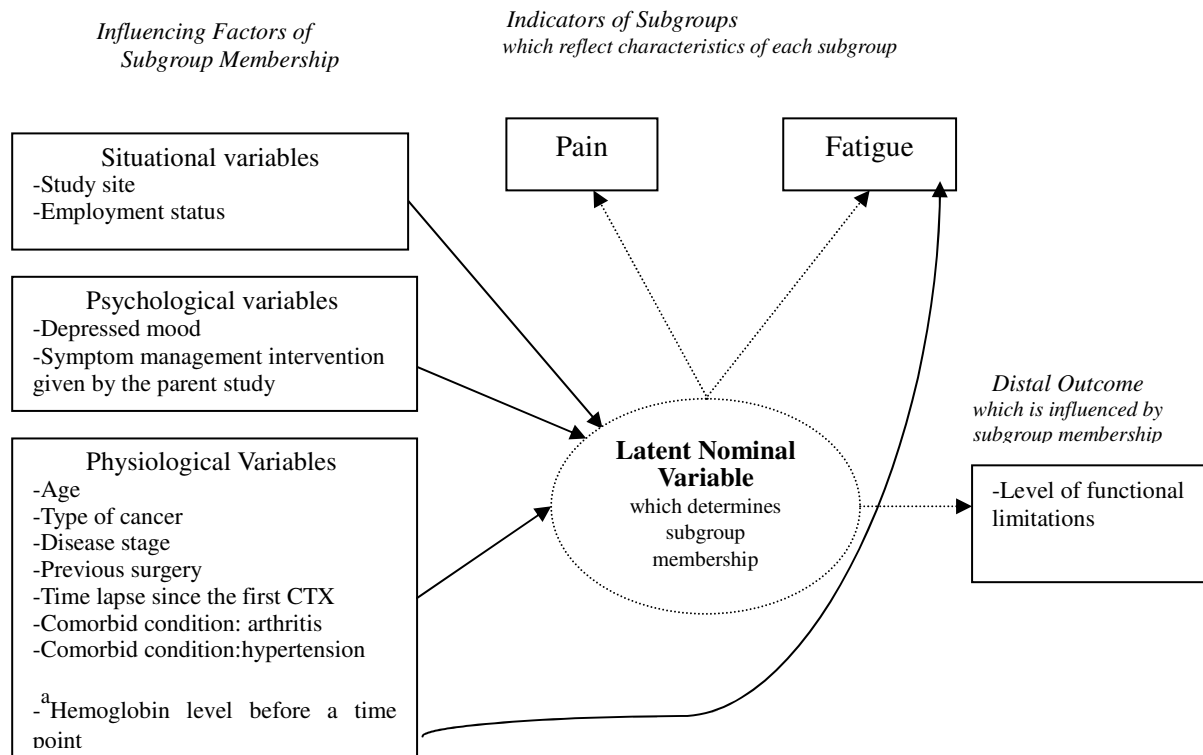 Influencing Factors of
Subgroup Membership
Indicators of Subgroups
which reflect characteristics of each subgroup
Situational variables
-Study site
-Employment status
Pain
Fatigue
Psychological variables
-Depressed mood
-Symptom management intervention
given by the parent study
Physiological Variables
-Age
-Type of cancer
-Disease stage
-Previous surgery
-Time lapse since the first CTX
-Comorbid condition: arthritis
-Comorbid condition:hypertension
-aHemoglobin level before a time
point
Latent Nominal
Variable
which determines
subgroup
membership
Distal Outcome
which is influenced by
subgroup membership
-Level of functional
limitations